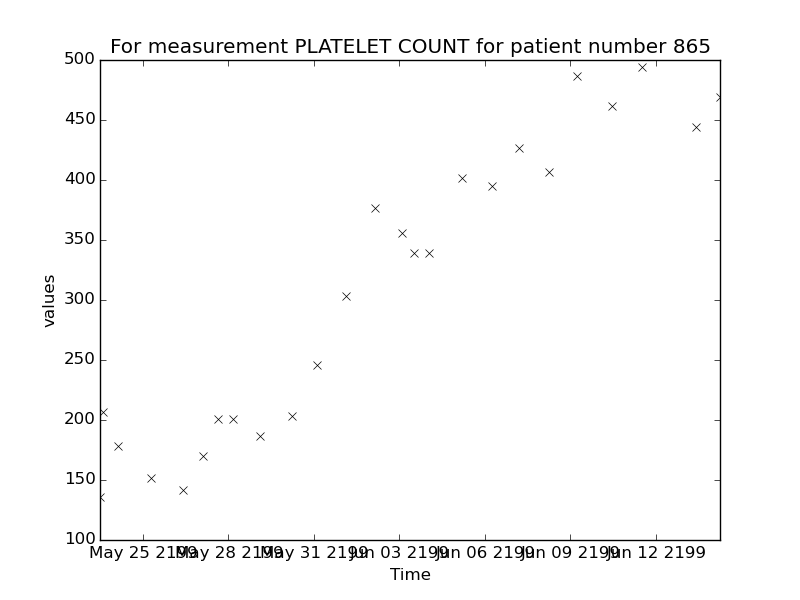 For measurement PLATELET COUNT for patient number 865
500
450
400
350
300
250
200
150
100
values
May 25 2199 May 28 2199 May 31 2199 Jun 03 2199 Jun 06 2199 Jun 09 2199 Jun 12 2199
Time